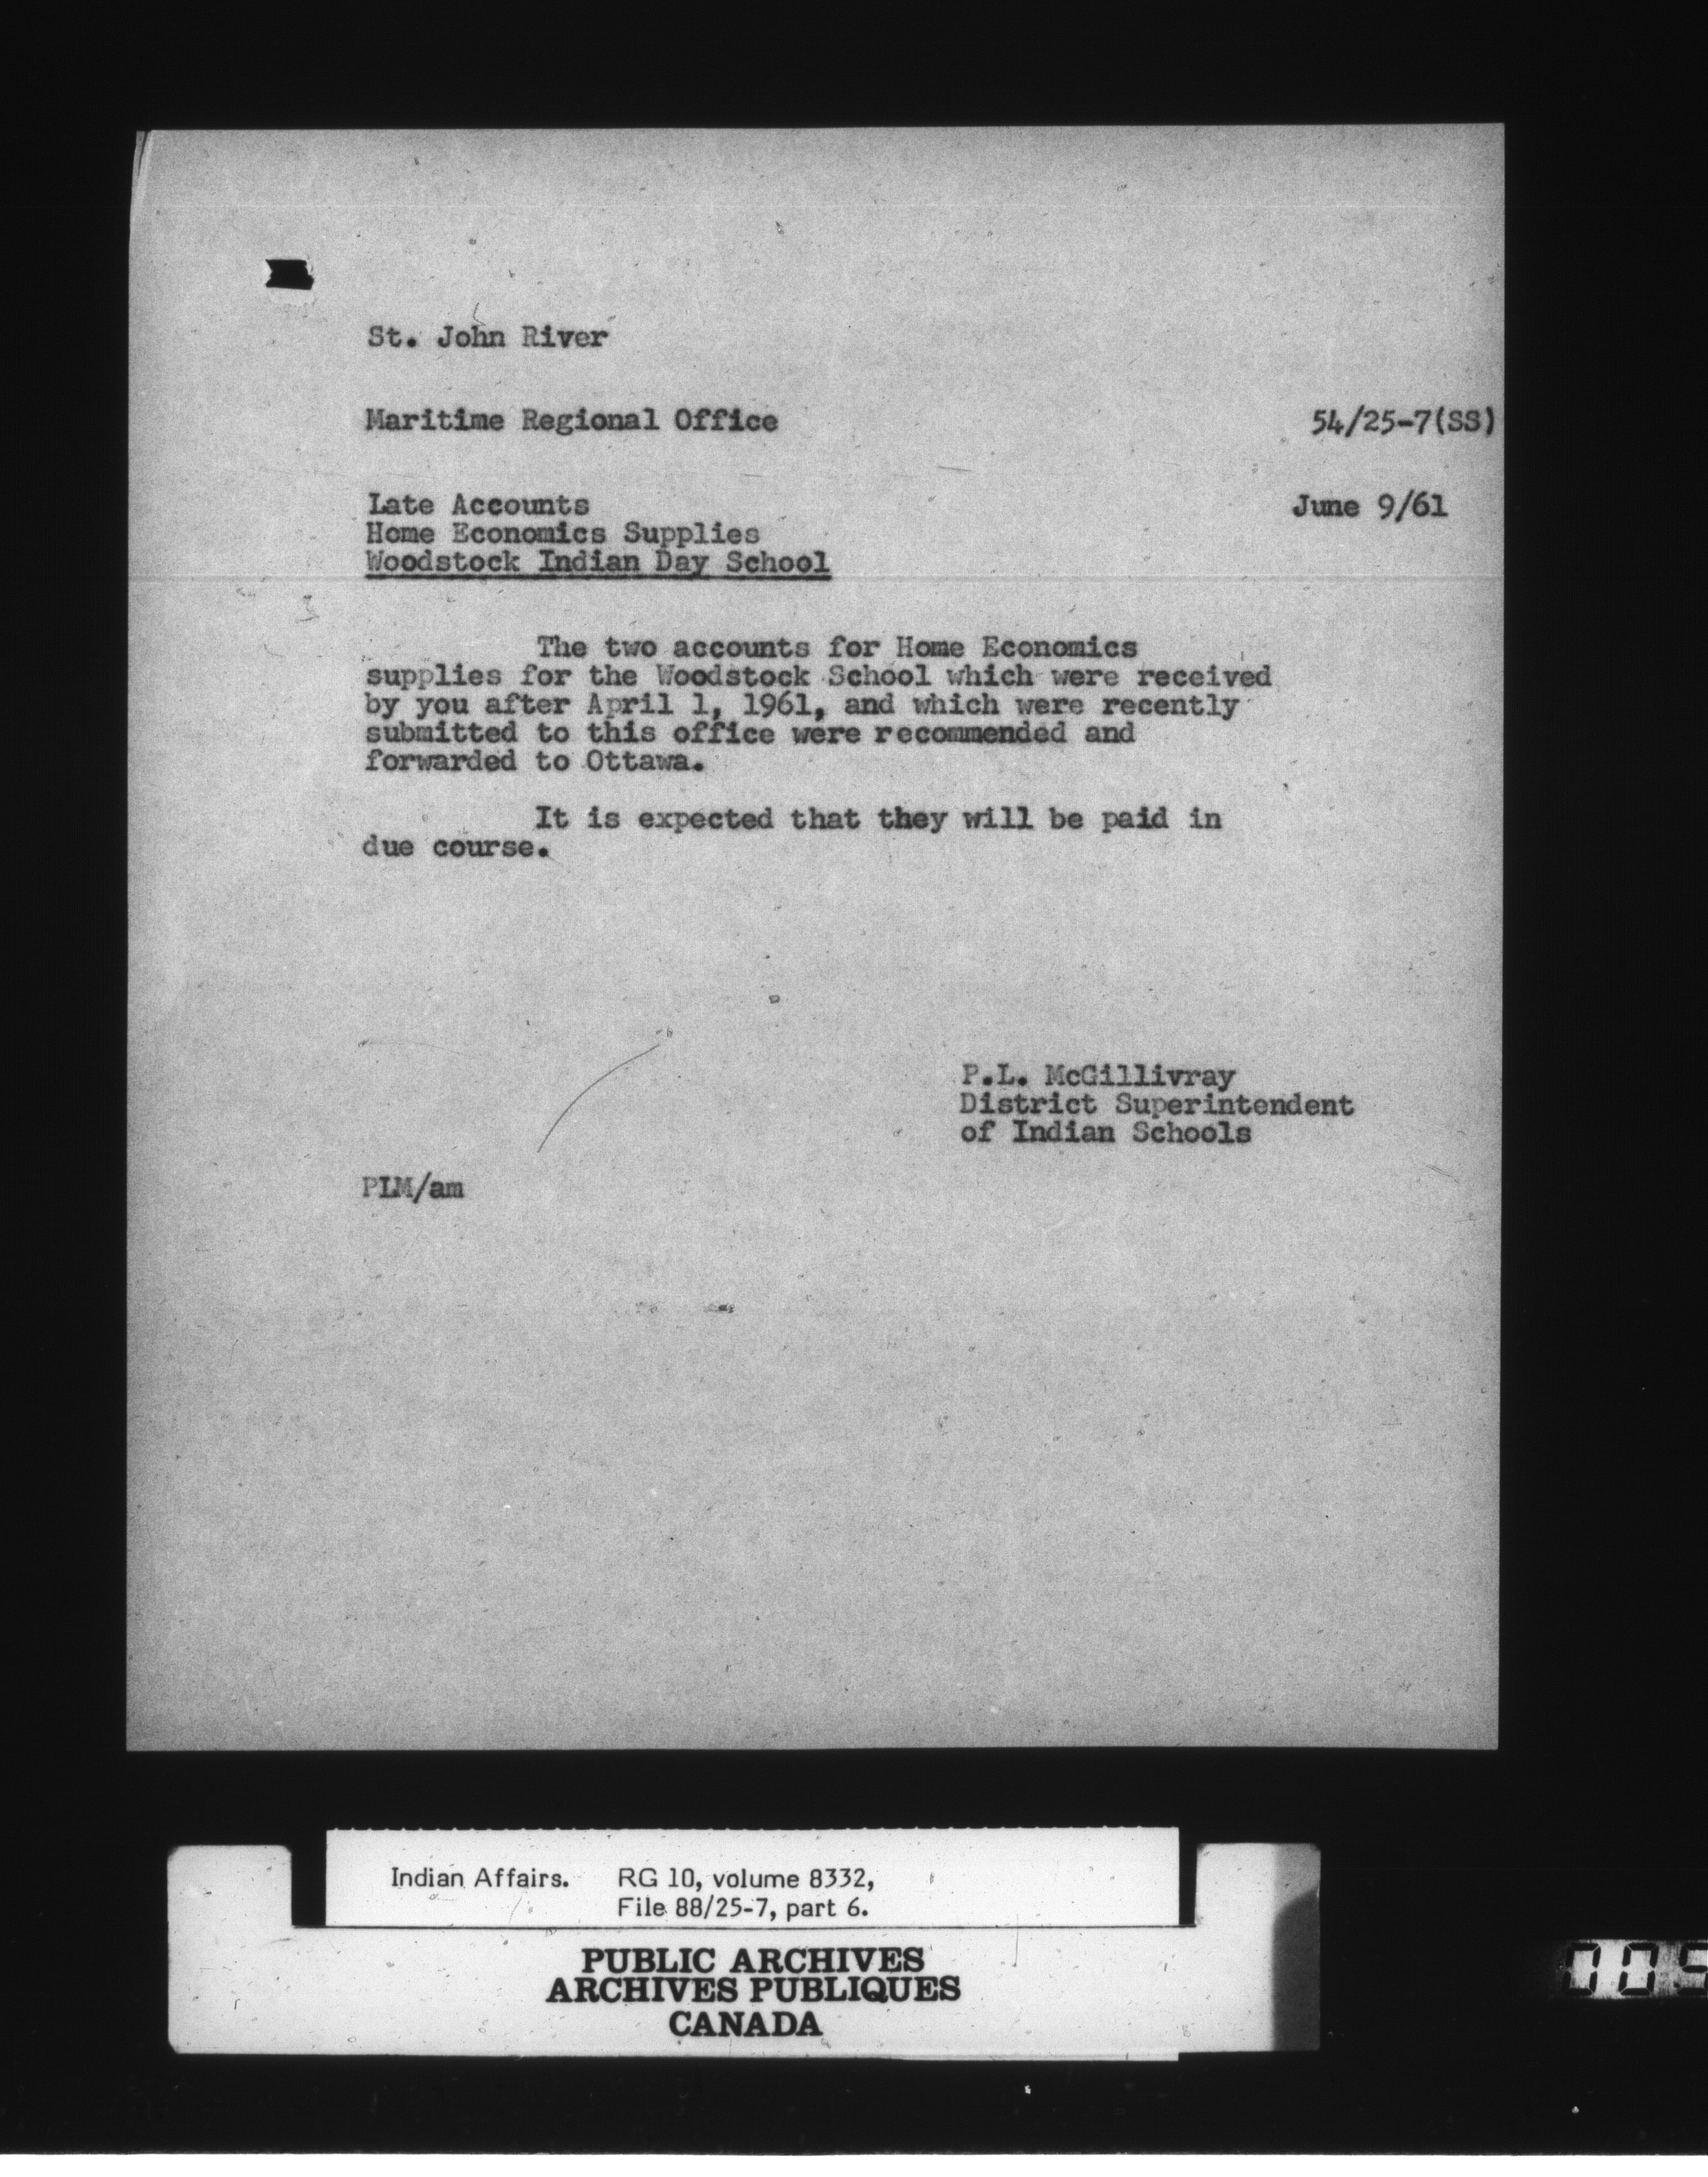 St. John River
Maritime Regional Office 54/25-7(SS)
Late Accounts June 9/61
Home Economics Supplies
Woodstock Indian Day School
The two accounts for Home Economics
supplies for the Woodstock School which were received
by you after April 1, 1961, and which were recently
submitted to this office were recommended and
forwarded to Ottawa.
It is expected that they will be paid in
due course.
P.L. McGillivray
District Superintendent
of Indian Schools
PLM/am
Indian Affairs. RG 10, volume 8332,
File 88/25-7, part 6.
PUBLIC ARCHIVES
ARCHIVES PUBLIQUES
CANADA